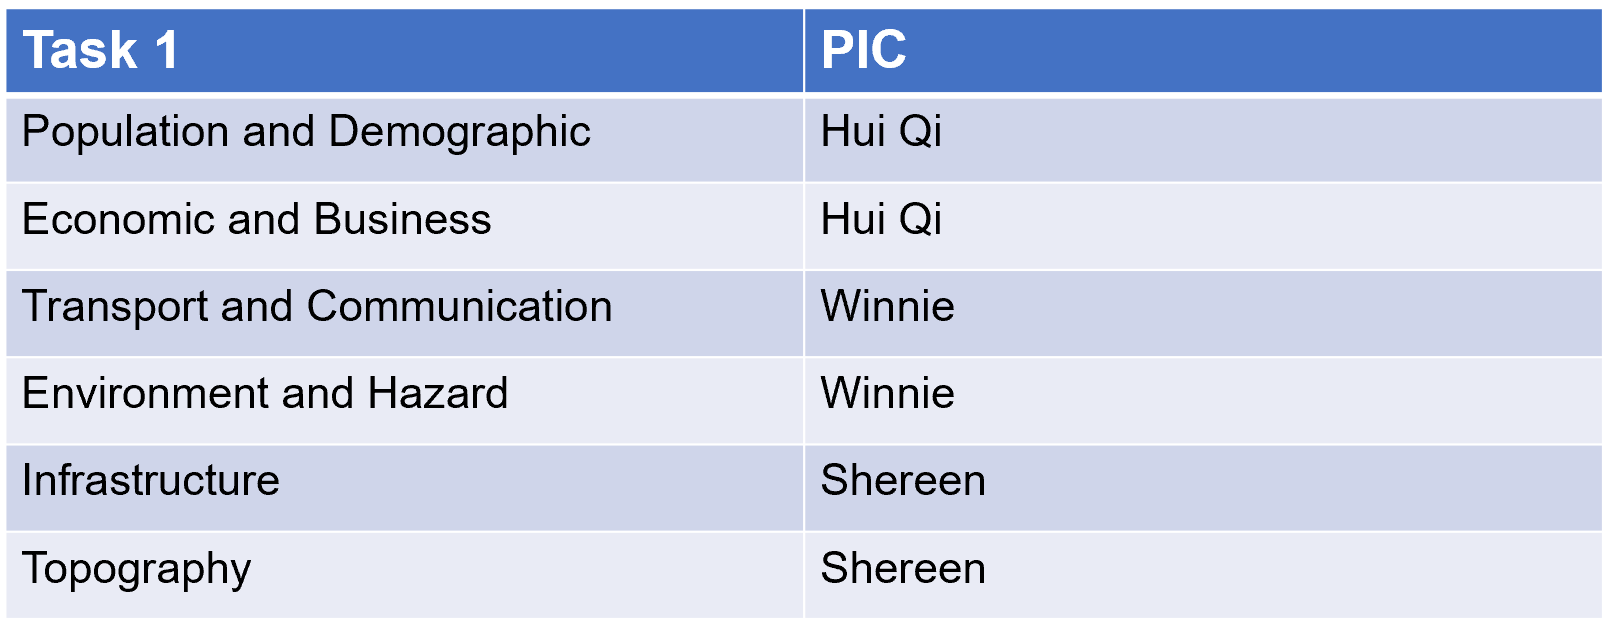 Task 1 PIC
Population and Demographic Hui Qi
Economic and Business Hui Qi
Transport and Communication Winnie
Environment and Hazard Winnie
Infrastructure Shereen
Topography Shereen